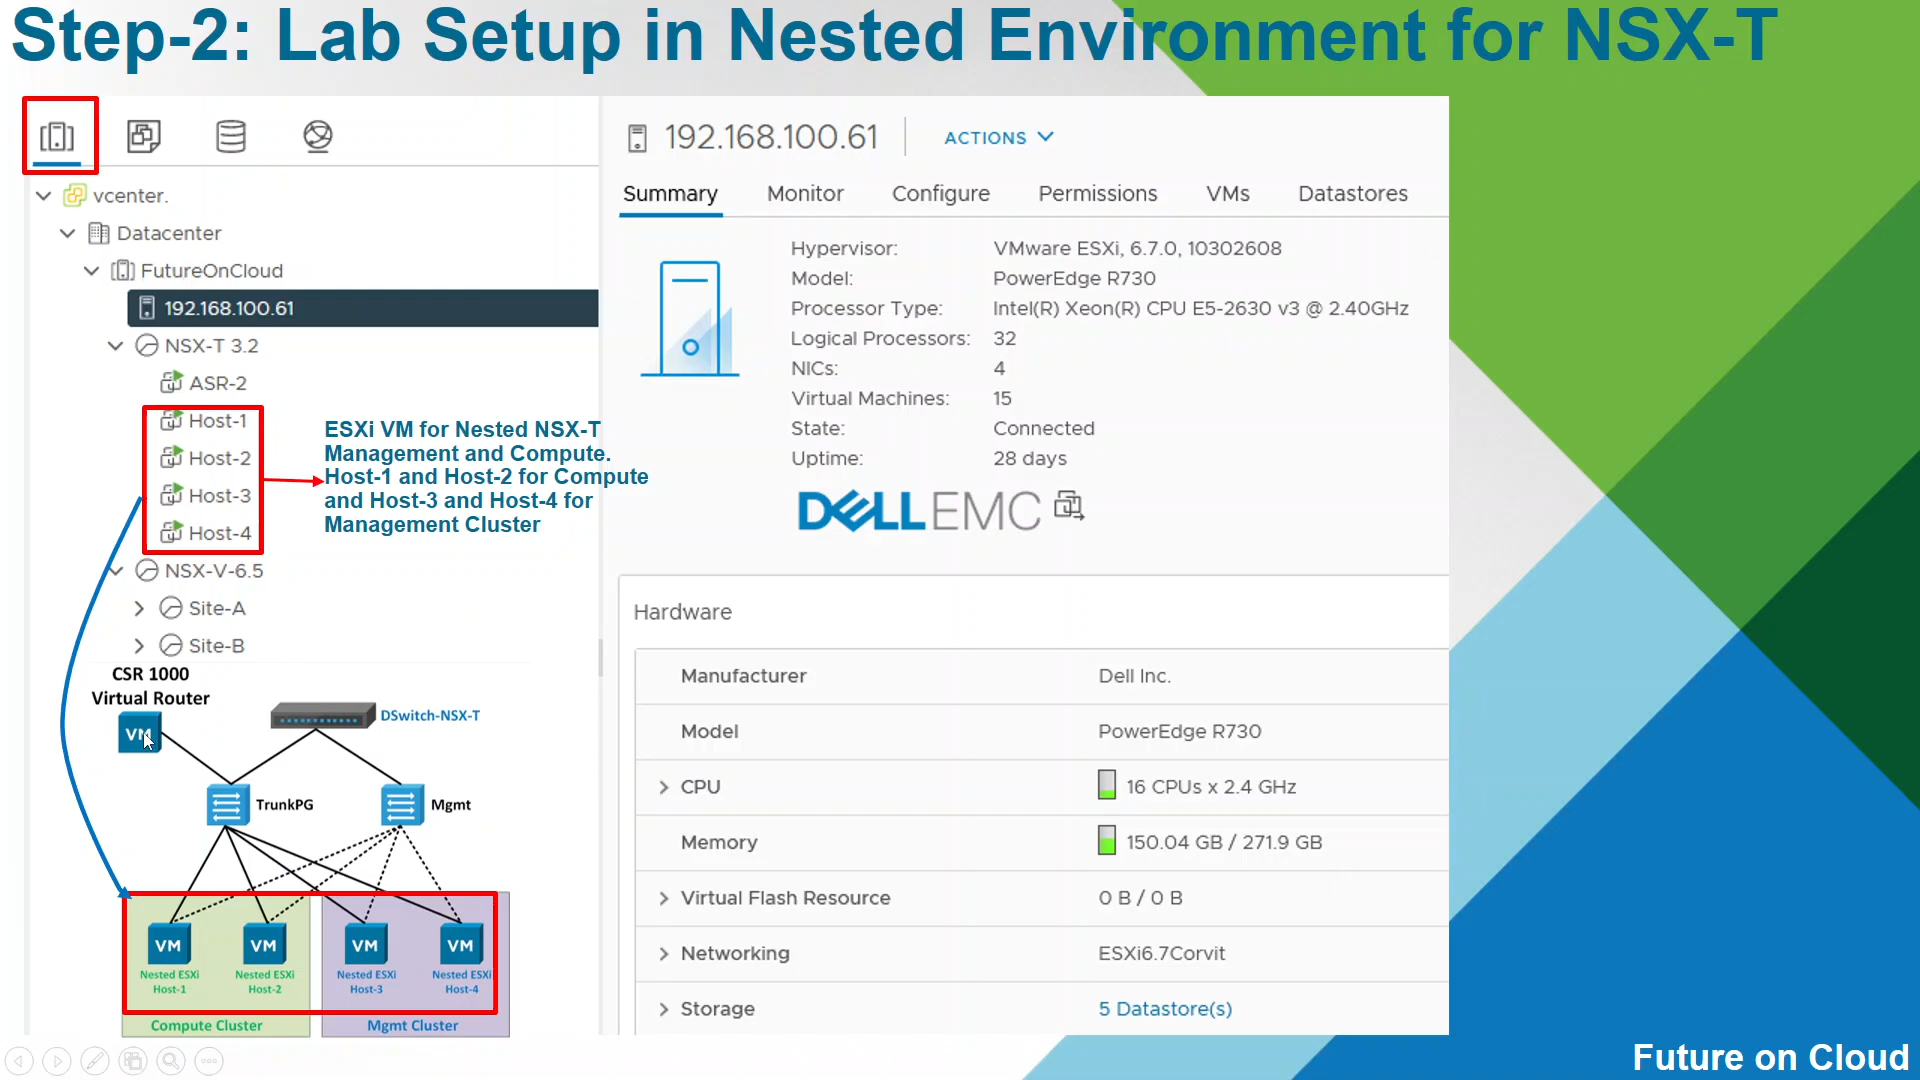 Step-2: Lab Setup in Nested Environment for NSX-T
vcenter.
Datacenter
FutureOnCloud
192.168.100.61
NSX-T 3.2
ASR-2
Host-1
Host-2
Host-3
Host-4
NSX-V-6.5
Site-A
Site-B
ESXi VM for Nested NSX-T
Management and Compute.
Host-1 and Host-2 for Compute
and Host-3 and Host-4 for
Management Cluster
CSR 1000
Virtual Router
VM
DSwitch-NSX-T
TrunkPG
Mgmt
VM VM VM VM
Nested ESXi Nested ESXi Nested ESXi Nested ESXi
Host-1 Host-2 Host-3 Host-4
Compute Cluster Mgmt Cluster
192.168.100.61 ACTIONS
Summary Monitor Configure Permissions VMs Datastores
Hypervisor: VMware ESXi, 6.7.0, 10302608
Model: PowerEdge R730
Processor Type: Intel(R) Xeon(R) CPU E5-2630 v3 @ 2.40GHz
Logical Processors: 32
NICs: 4
Virtual Machines: 15
State: Connected
Uptime: 28 days
DELLEMC
Hardware
Manufacturer Dell Inc.
Model PowerEdge R730
CPU 16 CPUs x 2.4 GHz
Memory 150.04 GB / 271.9 GB
Virtual Flash Resource 0 B / 0 B
Networking ESXi6.7Corvit
Storage 5 Datastore(s)
Future on Cloud